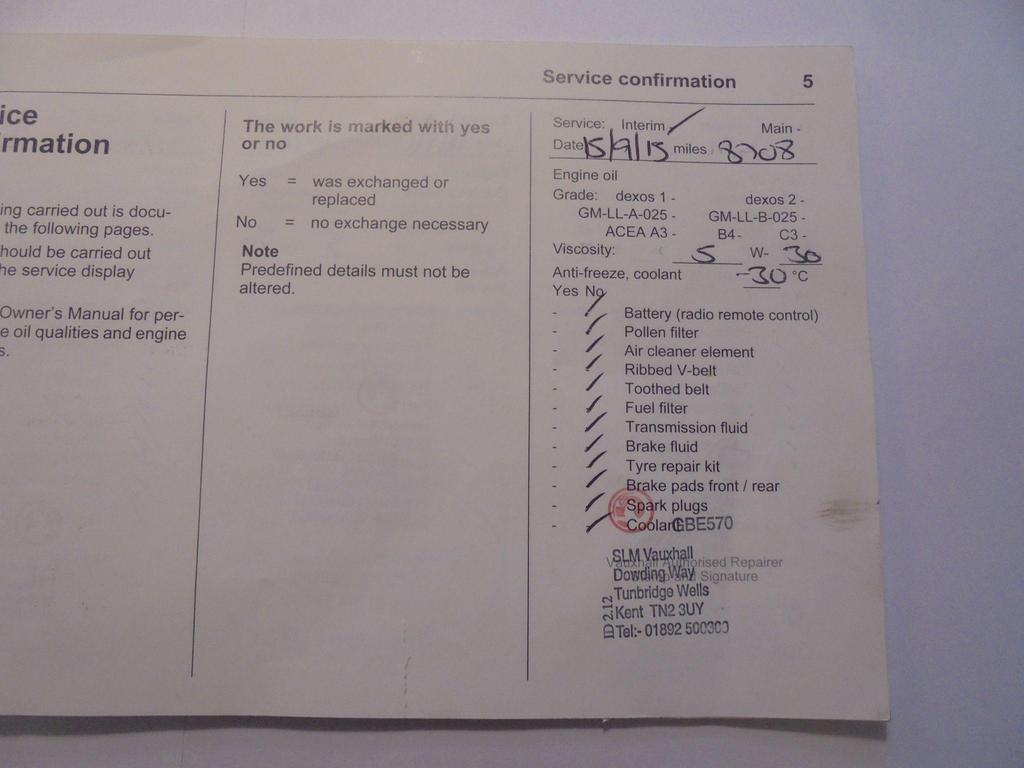 Service confirmation 5
ice
rmation
ing carried out is docu-
the following pages.
hould be carried out
he service display
Owner's Manual for per-
e oil qualities and engine
s.
The work is marked with yes
or no
Yes = was exchanged or
replaced
No = no exchange necessary
Note
Predefined details must not be
altered.
Service: Interim / Main -
Date 15/9/15 miles 8708
Engine oil
Grade: dexos 1 - dexos 2 -
GM-LL-A-025 - GM-LL-B-025 -
ACEA A3 - B4 - C3 -
Viscosity: 5 W- 30
Anti-freeze, coolant -30 °C
Yes No
- / Battery (radio remote control)
- / Pollen filter
- / Air cleaner element
- / Ribbed V-belt
- / Toothed belt
- / Fuel filter
- / Transmission fluid
- / Brake fluid
- / Tyre repair kit
- / Brake pads front / rear
- / Spark plugs
- / Coolant GBE570
Vauxhall Authorised Repairer
Stamp and Signature
SLM Vauxhall
Dowding Way
Tunbridge Wells
Kent TN2 3UY
Tel:- 01892 500300
ID 2.12